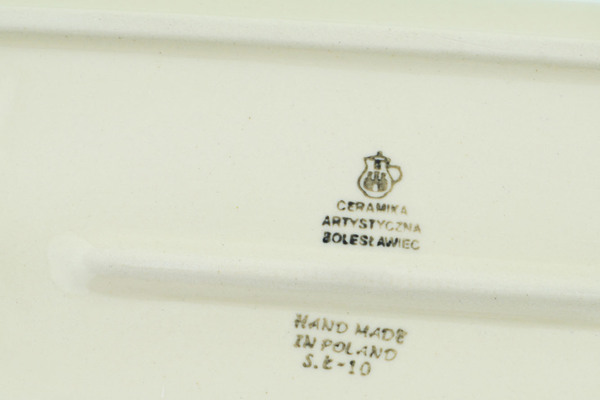 CERAMIKA
ARTYSTYCZNA
BOLESŁAWIEC
HAND MADE
IN POLAND
S.Ł-10